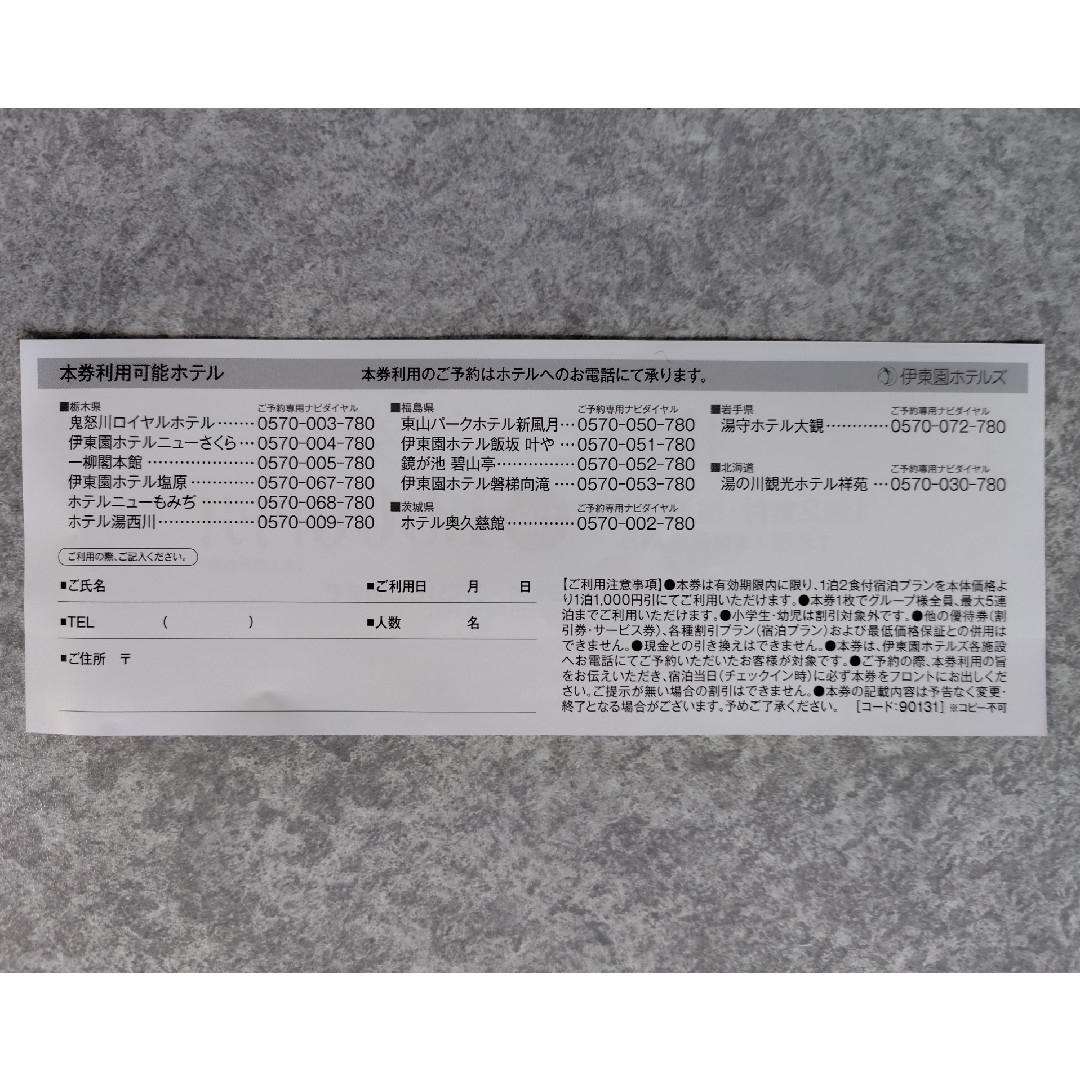 本券利用可能ホテル 本券利用のご予約はホテルへのお電話にて承ります。 伊東園ホテルズ
■栃木県 ご予約専用ナビダイヤル
鬼怒川ロイヤルホテル……0570-003-780
伊東園ホテルニューさくら…0570-004-780
一柳閣本館………………0570-005-780
伊東園ホテル塩原…………0570-067-780
ホテルニューもみぢ…………0570-068-780
ホテル湯西川………………0570-009-780
■福島県 ご予約専用ナビダイヤル
東山パークホテル新風月…0570-050-780
伊東園ホテル飯坂 叶や…0570-051-780
鏡が池 碧山亭……………0570-052-780
伊東園ホテル磐梯向滝……0570-053-780
■茨城県 ご予約専用ナビダイヤル
ホテル奥久慈館……………0570-002-780
■岩手県 ご予約専用ナビダイヤル
湯守ホテル大観……………0570-072-780
■北海道 ご予約専用ナビダイヤル
湯の川観光ホテル祥苑…0570-030-780
ご利用の際、ご記入ください。
■ご氏名 ■ご利用日 月 日
■TEL ( ) ■人数 名
■ご住所 〒
【ご利用注意事項】●本券は有効期限内に限り、1泊2食付宿泊プランを本体価格よ
り1泊1,000円引にてご利用いただけます。●本券1枚でグループ様全員、最大5連
泊までご利用いただけます。●小学生・幼児は割引対象外です。●他の優待券(割
引券・サービス券)、各種割引プラン(宿泊プラン)および最低価格保証との併用は
できません。●現金との引き換えはできません。●本券は、伊東園ホテルズ各施設
へお電話にてご予約いただいたお客様が対象です。●ご予約の際、本券利用の旨
をお伝えいただき、宿泊当日(チェックイン時)に必ず本券をフロントにお出しくだ
さい。ご提示が無い場合の割引はできません。●本券の記載内容は予告なく変更・
終了となる場合がございます。予めご了承ください。 [コード:90131] ※コピー不可